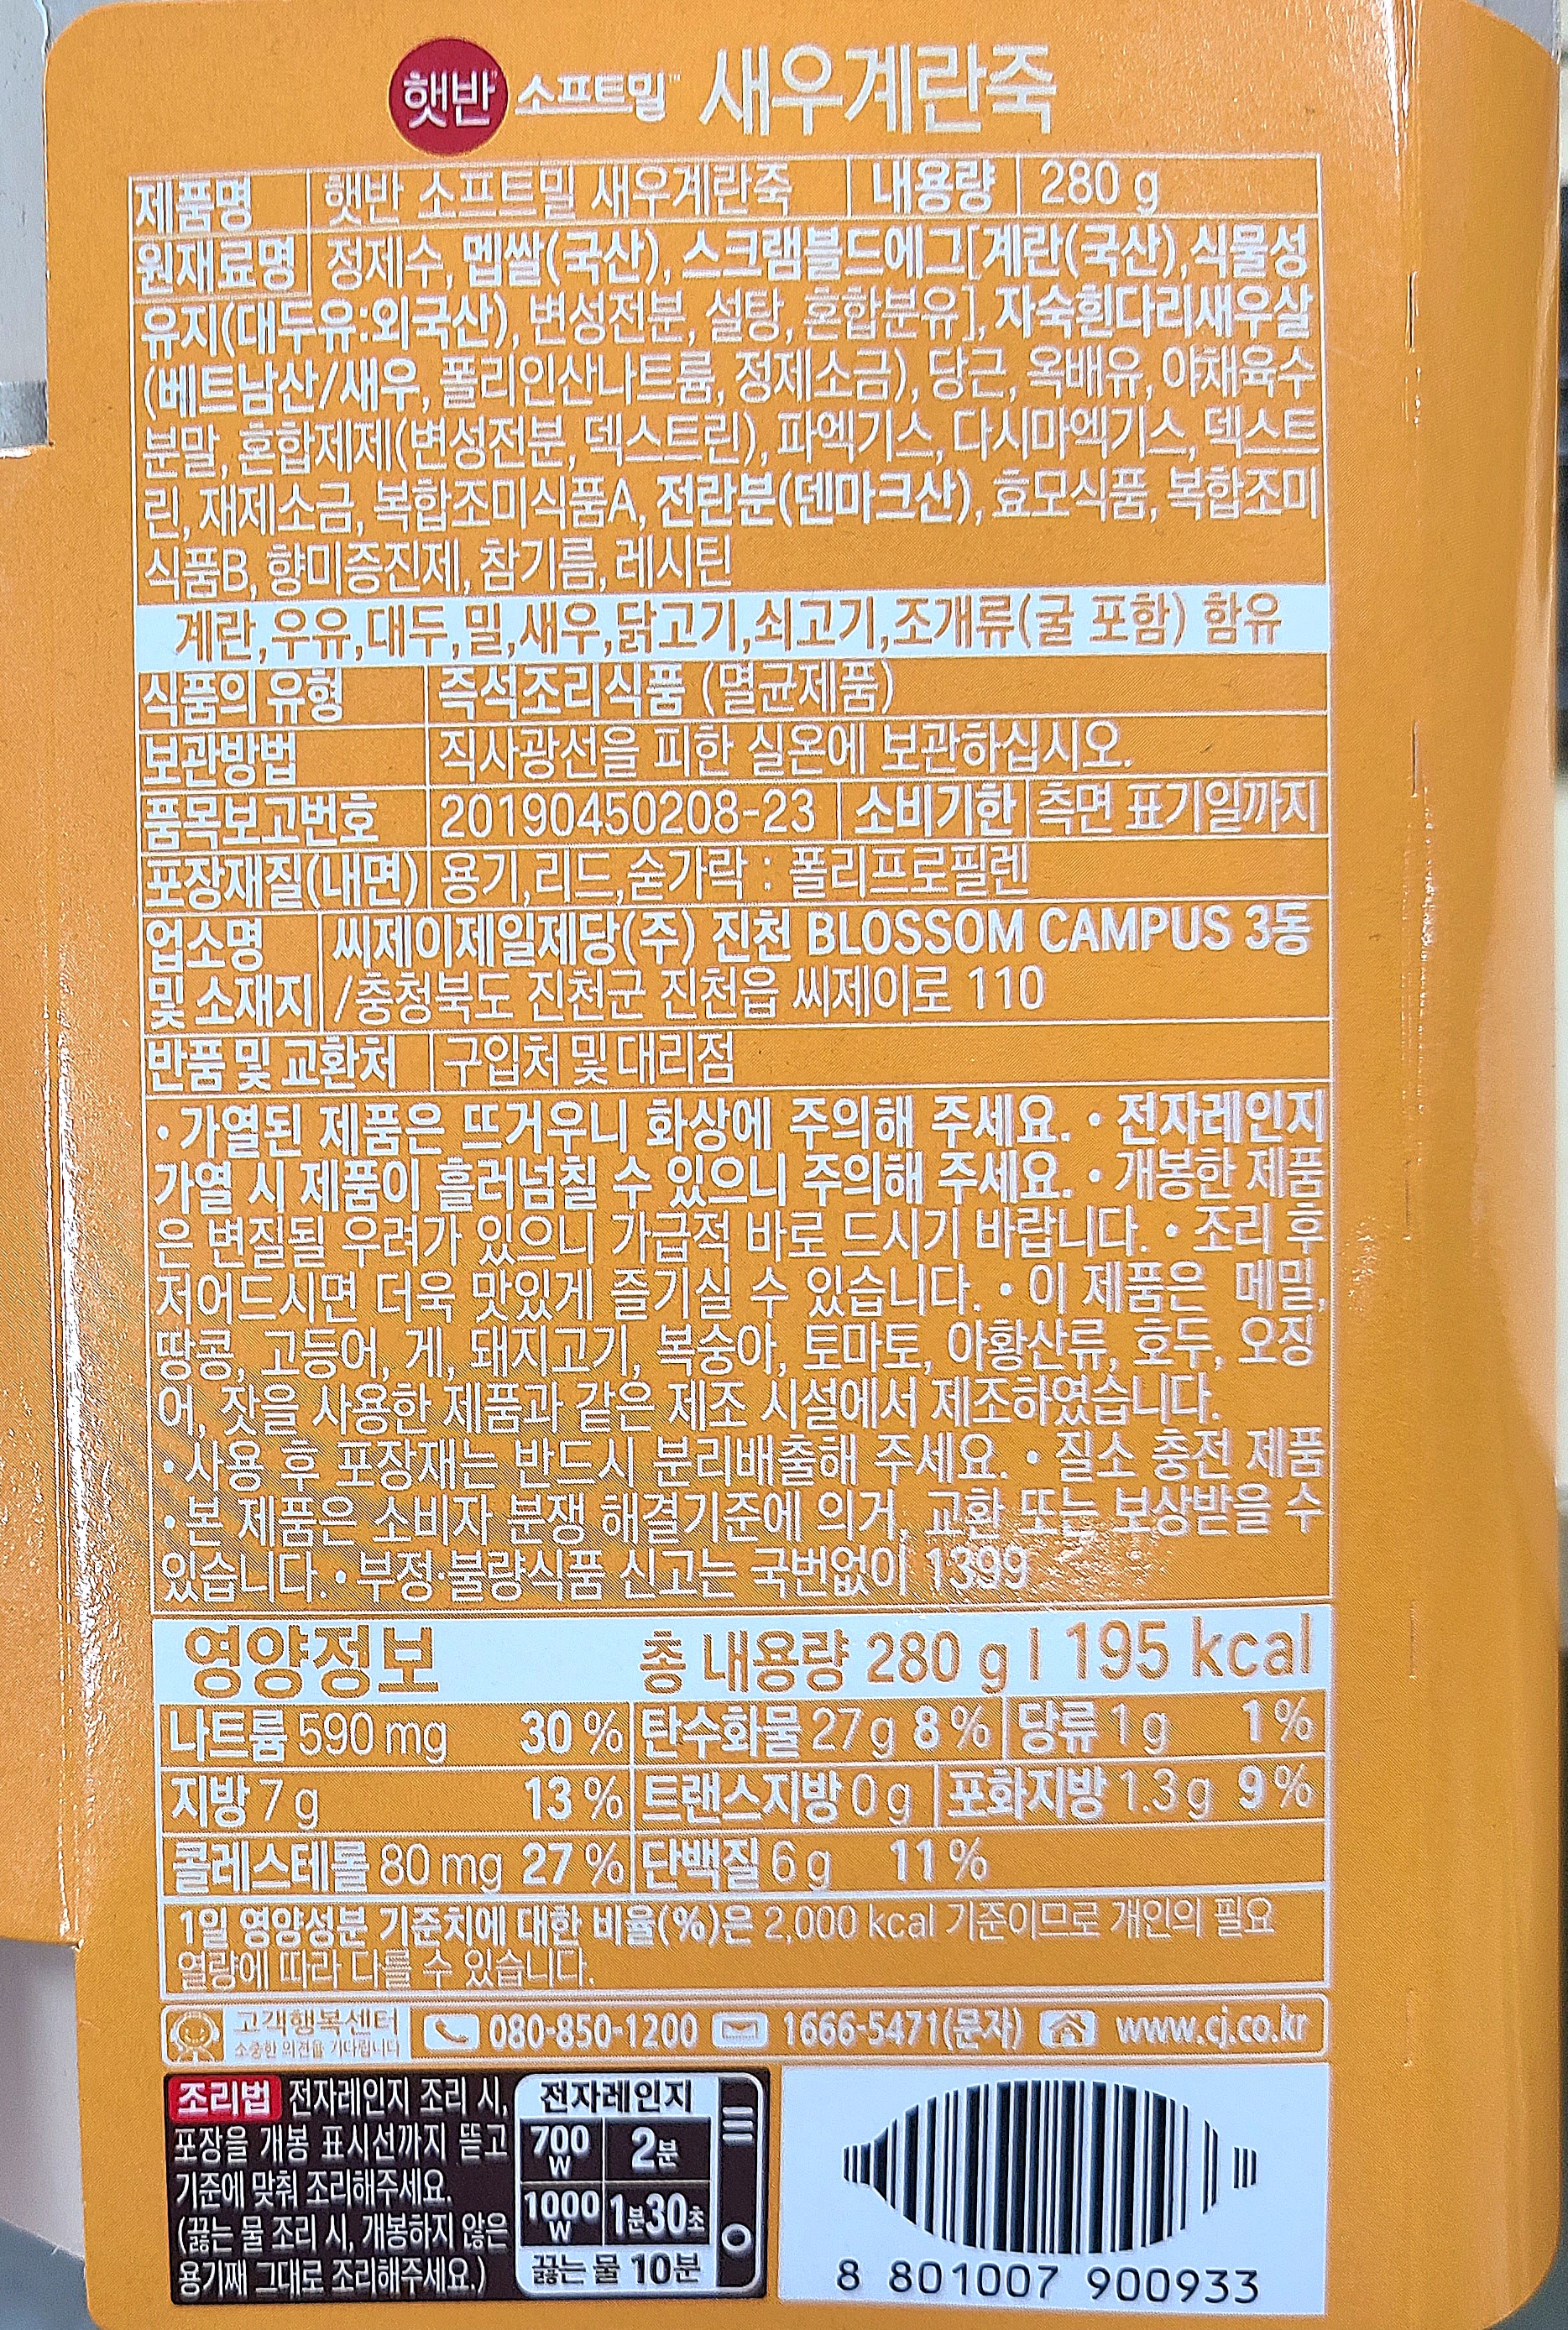 햇반 소프트밀™ 새우계란죽
제품명 햇반 소프트밀 새우계란죽 내용량 280 g
원재료명 정제수, 멥쌀(국산), 스크램블드에그[계란(국산),식물성
유지(대두유:외국산), 변성전분, 설탕, 혼합분유], 자숙흰다리새우살
(베트남산/새우, 폴리인산나트륨, 정제소금), 당근, 옥배유, 야채육수
분말, 혼합제제(변성전분, 덱스트린), 파엑기스, 다시마엑기스, 덱스트
린, 재제소금, 복합조미식품A, 전란분(덴마크산), 효모식품, 복합조미
식품B, 향미증진제, 참기름, 레시틴
계란,우유,대두,밀,새우,닭고기,쇠고기,조개류(굴 포함) 함유
식품의 유형 즉석조리식품 (멸균제품)
보관방법 직사광선을 피한 실온에 보관하십시오.
품목보고번호 20190450208-23 소비기한 측면 표기일까지
포장재질(내면) 용기,리드,숟가락 : 폴리프로필렌
업소명 씨제이제일제당(주) 진천 BLOSSOM CAMPUS 3동
및 소재지 /충청북도 진천군 진천읍 씨제이로 110
반품 및 교환처 구입처 및 대리점
•가열된 제품은 뜨거우니 화상에 주의해 주세요. •전자레인지
가열 시 제품이 흘러넘칠 수 있으니 주의해 주세요. •개봉한 제품
은 변질될 우려가 있으니 가급적 바로 드시기 바랍니다. •조리 후
저어드시면 더욱 맛있게 즐기실 수 있습니다. •이 제품은 메밀,
땅콩, 고등어, 게, 돼지고기, 복숭아, 토마토, 아황산류, 호두, 오징
어, 잣을 사용한 제품과 같은 제조 시설에서 제조하였습니다.
•사용 후 포장재는 반드시 분리배출해 주세요. •질소 충전 제품
•본 제품은 소비자 분쟁 해결기준에 의거, 교환 또는 보상받을 수
있습니다. •부정·불량식품 신고는 국번없이 1399
영양정보 총 내용량 280 g | 195 kcal
나트륨 590 mg 30 % 탄수화물 27 g 8 % 당류 1 g 1 %
지방 7 g 13 % 트랜스지방 0 g 포화지방 1.3 g 9 %
콜레스테롤 80 mg 27 % 단백질 6 g 11 %
1일 영양성분 기준치에 대한 비율(%)은 2,000 kcal 기준이므로 개인의 필요
열량에 따라 다를 수 있습니다.
고객행복센터 080-850-1200 1666-5471(문자) www.cj.co.kr
소중한 의견을 기다립니다
조리법 전자레인지 조리 시,
포장을 개봉 표시선까지 뜯고
기준에 맞춰 조리해주세요.
(끓는 물 조리 시, 개봉하지 않은
용기째 그대로 조리해주세요.)
전자레인지
700 W 2분
1000 W 1분30초
끓는 물 10분
8 801007 900933